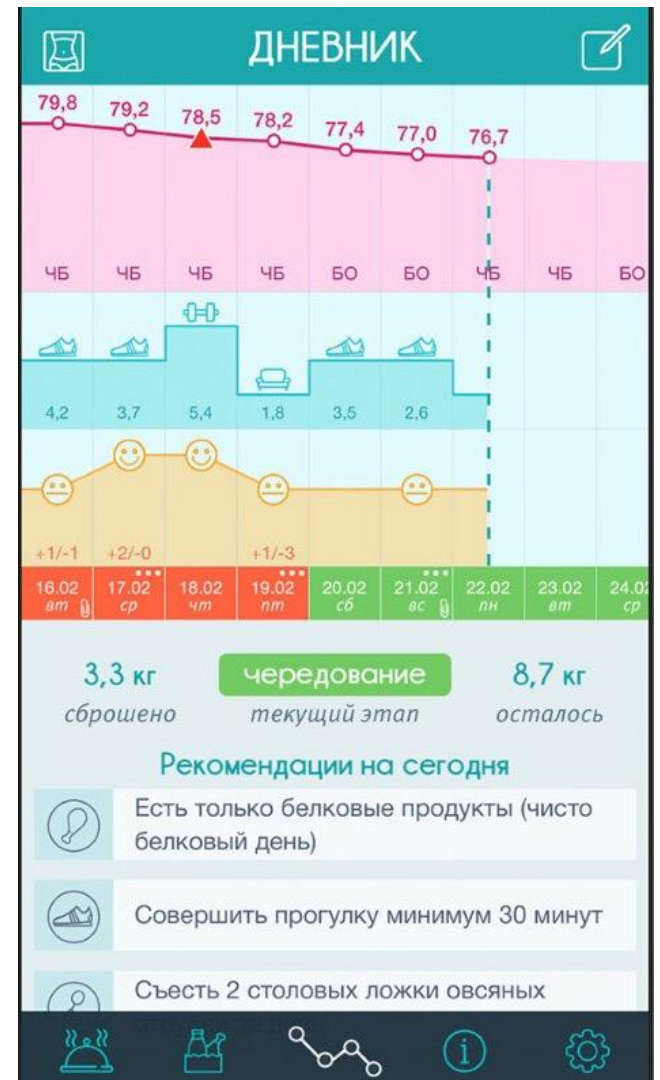 ДНЕВНИК
79,8 79,2 78,5 78,2 77,4 77,0 76,7
ЧБ ЧБ ЧБ ЧБ БО БО ЧБ ЧБ БО
4,2 3,7 5,4 1,8 3,5 2,6
+1/-1 +2/-0 +1/-3
16.02 17.02 18.02 19.02 20.02 21.02 22.02 23.02 24.02
вт ср чт пт сб вс пн вт ср
3,3 кг чередование 8,7 кг
сброшено текущий этап осталось
Рекомендации на сегодня
Есть только белковые продукты (чисто
белковый день)
Совершить прогулку минимум 30 минут
Съесть 2 столовых ложки овсяных